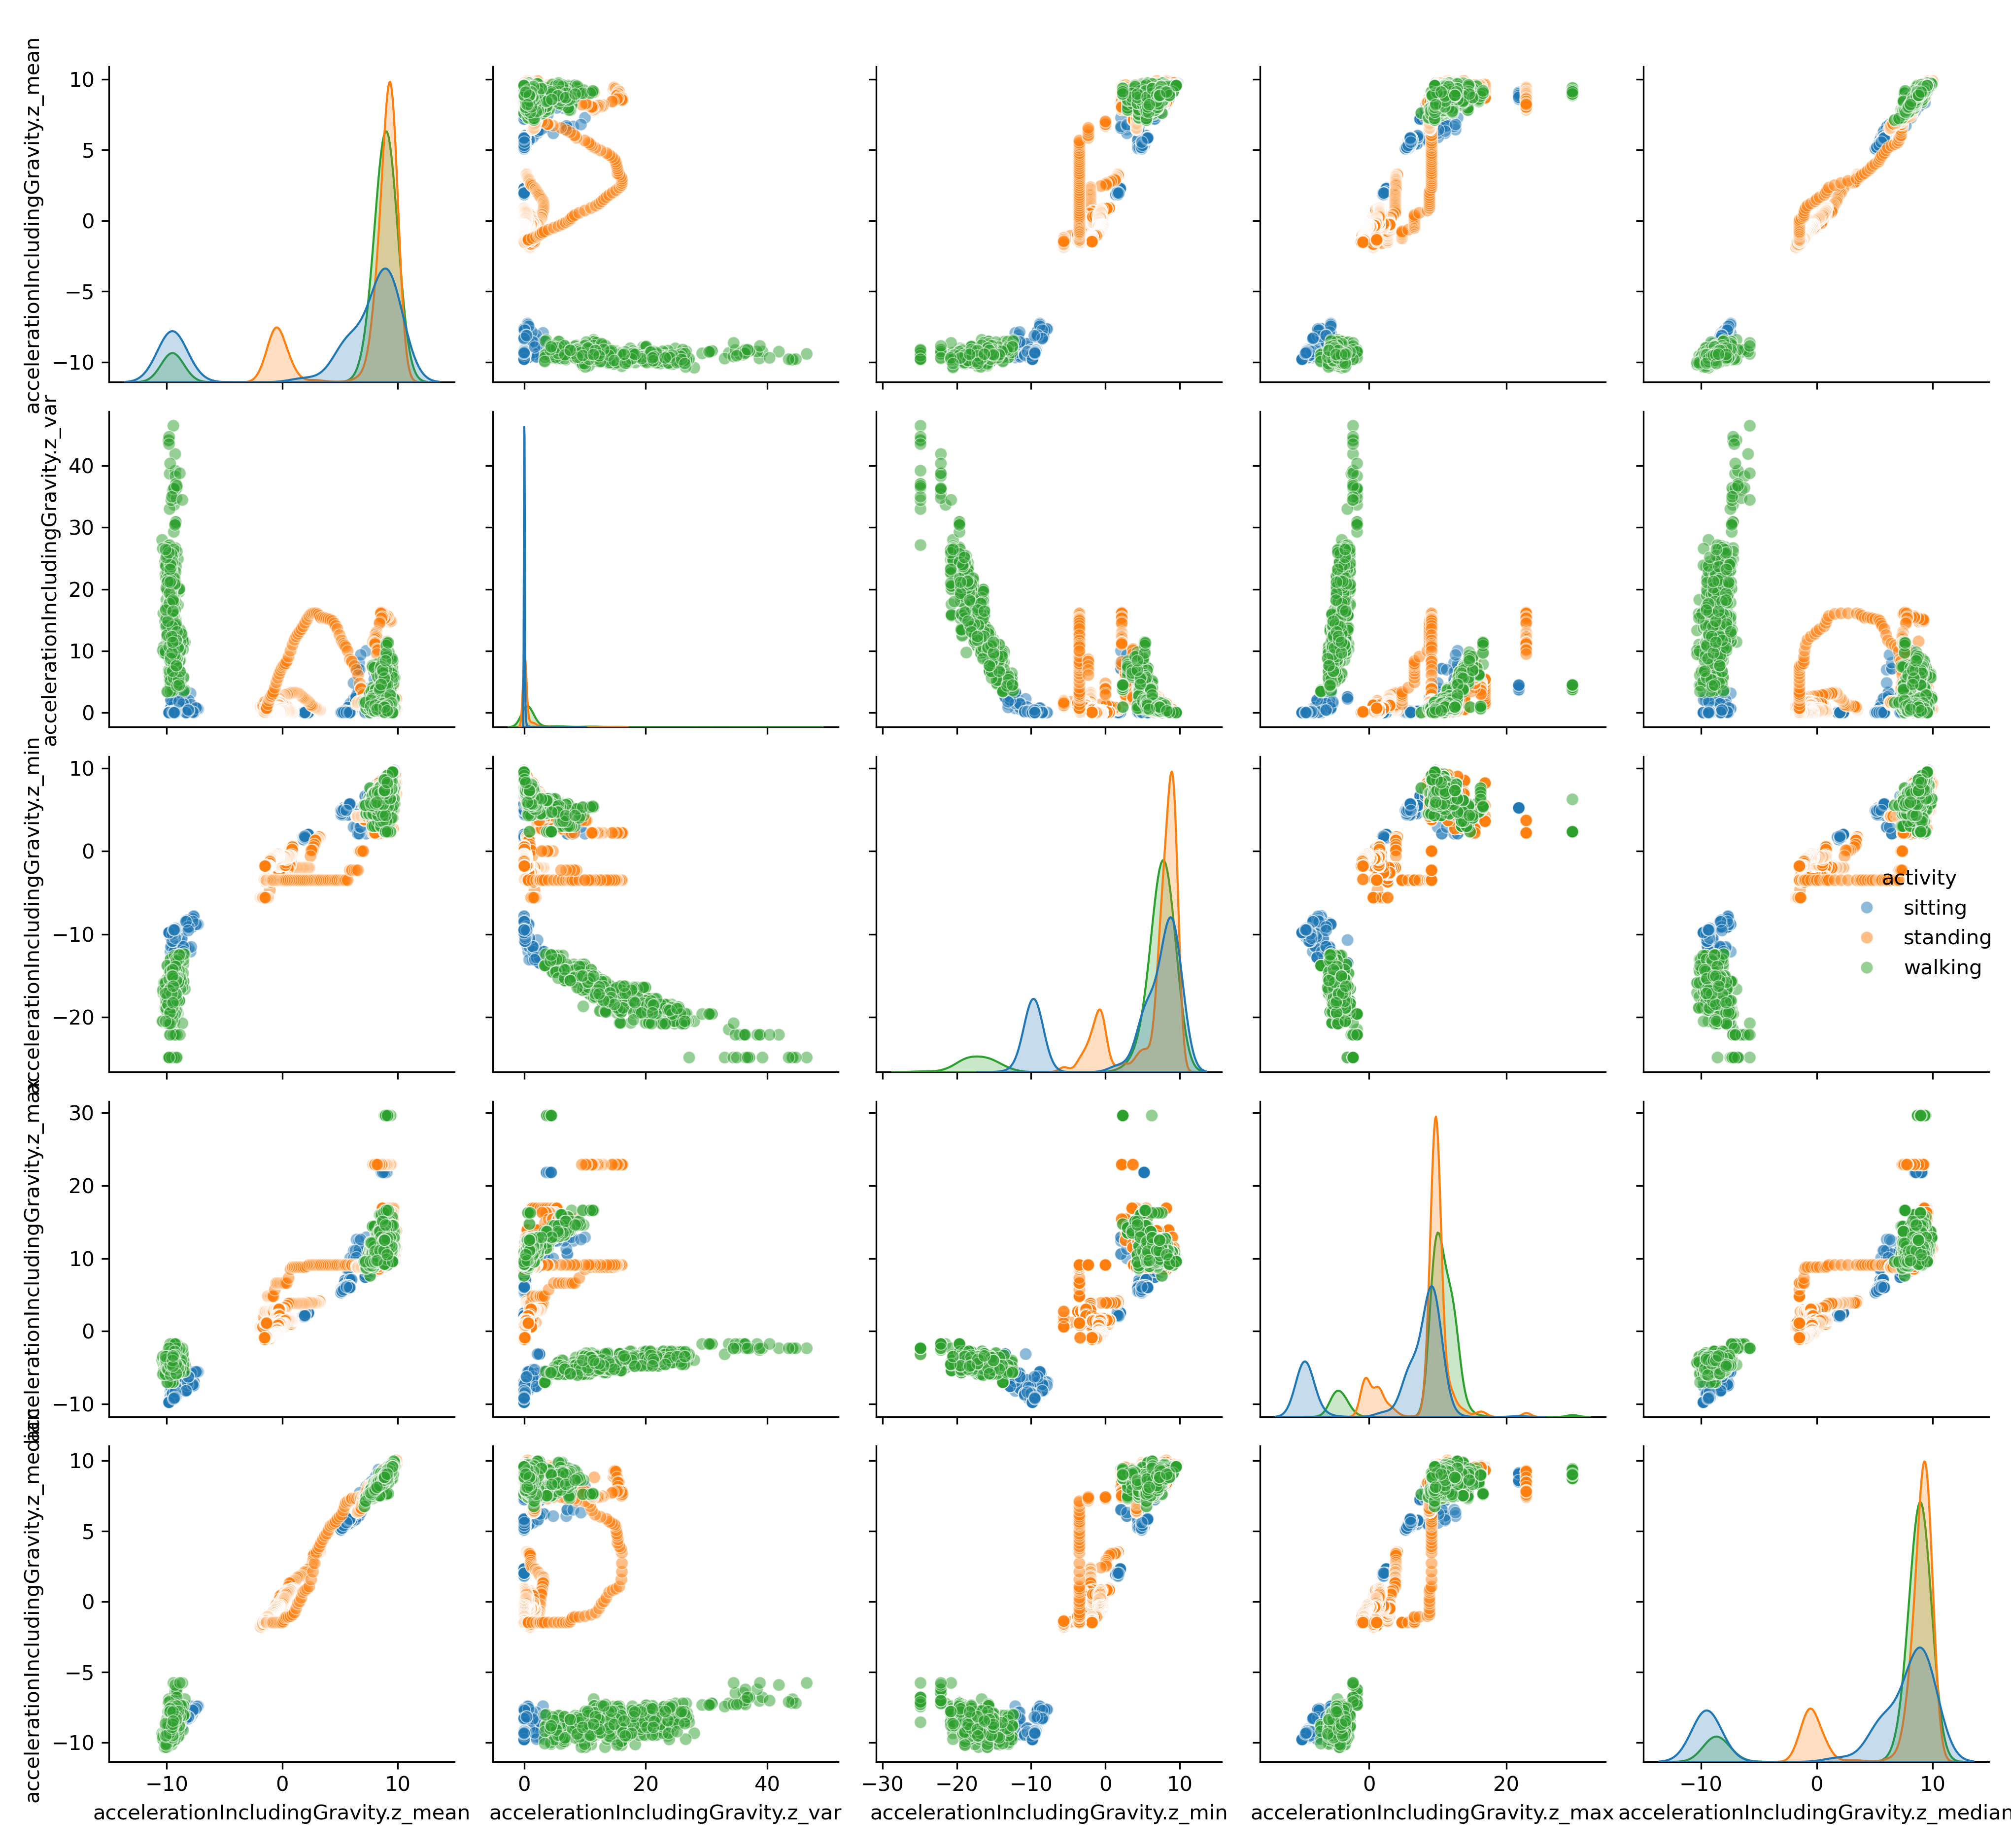 accelerationIncludingGravity.z_mean
10
5
0
−5
−10
accelerationIncludingGravity.z_var
40
30
20
10
0
accelerationIncludingGravity.z_min
10
0
−10
−20
activity
sitting
standing
walking
accelerationIncludingGravity.z_max
30
20
10
0
−10
accelerationIncludingGravity.z_median
10
5
0
−5
−10
−10 0 10
0 20 40
−30 −20 −10 0 10
0 20
−10 0 10
accelerationIncludingGravity.z_mean
accelerationIncludingGravity.z_var
accelerationIncludingGravity.z_min
accelerationIncludingGravity.z_max
accelerationIncludingGravity.z_median